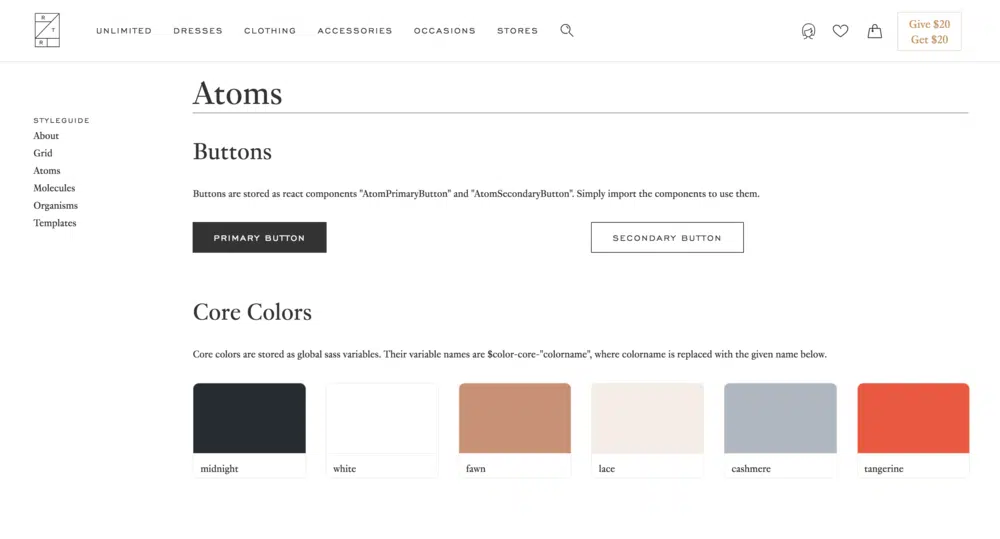 R
T
R
UNLIMITED DRESSES CLOTHING ACCESSORIES OCCASIONS STORES
Give $20
Get $20
STYLEGUIDE
About
Grid
Atoms
Molecules
Organisms
Templates
Atoms
Buttons
Buttons are stored as react components "AtomPrimaryButton" and "AtomSecondaryButton". Simply import the components to use them.
PRIMARY BUTTON SECONDARY BUTTON
Core Colors
Core colors are stored as global sass variables. Their variable names are $color-core-"colorname", where colorname is replaced with the given name below.
midnight white fawn lace cashmere tangerine